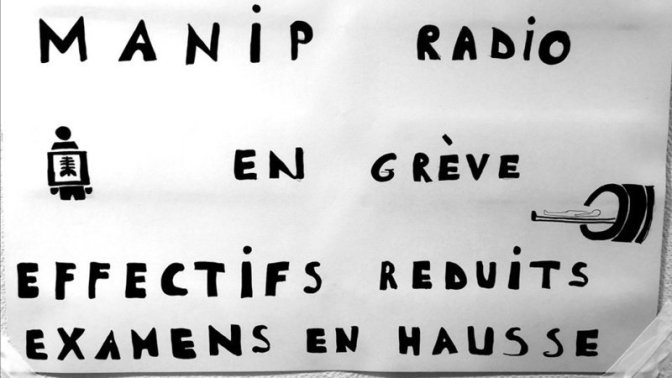 MANiP RADiO
EN GRÈVE
EFFECTiFS REDUiTS
EXAMENS EN HAUSSE